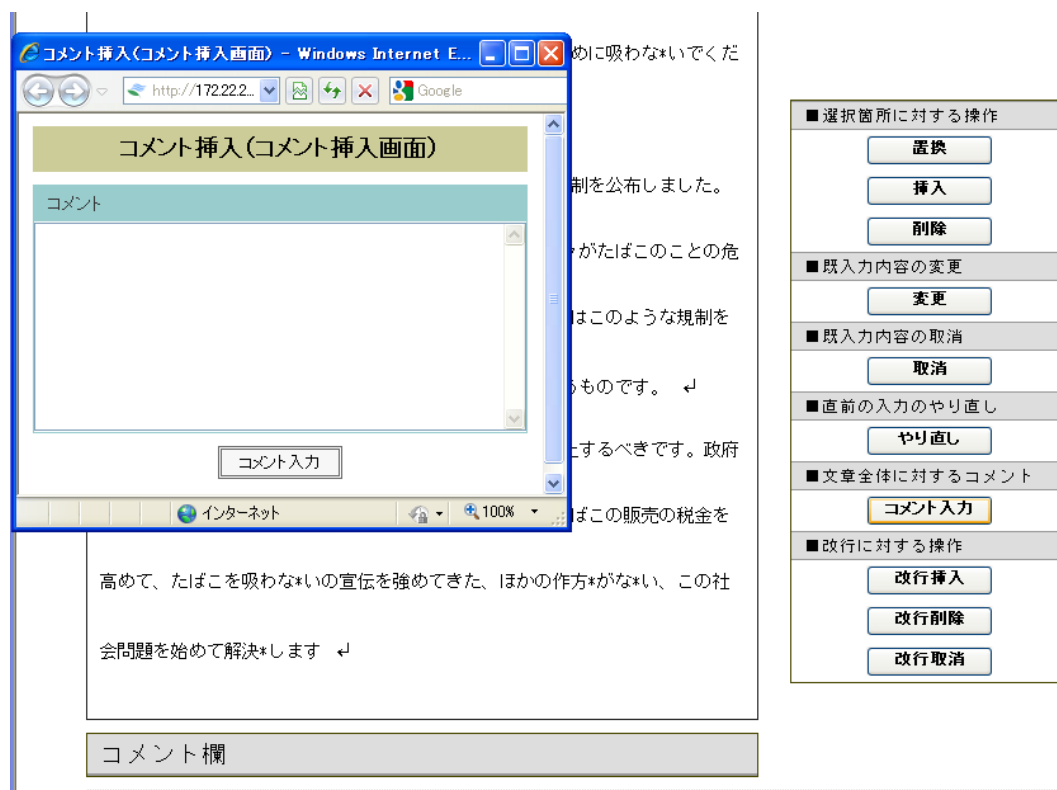 コメント挿入(コメント挿入画面) - Windows Internet E...
http://172.22.2...
Google
コメント挿入(コメント挿入画面)
コメント
コメント入力
インターネット
100%
めに吸わな*いでくだ
制を公布しました。
がたばこのことの危
はこのような規制を
ものです。 ↲
するべきです。政府
ばこの販売の税金を
高めて、たばこを吸わな*いの宣伝を強めてきた、ほかの作方*がな*い、この社
会問題を始めて解決*します ↲
コメント欄
■選択箇所に対する操作
置換
挿入
削除
■既入力内容の変更
変更
■既入力内容の取消
取消
■直前の入力のやり直し
やり直し
■文章全体に対するコメント
コメント入力
■改行に対する操作
改行挿入
改行削除
改行取消